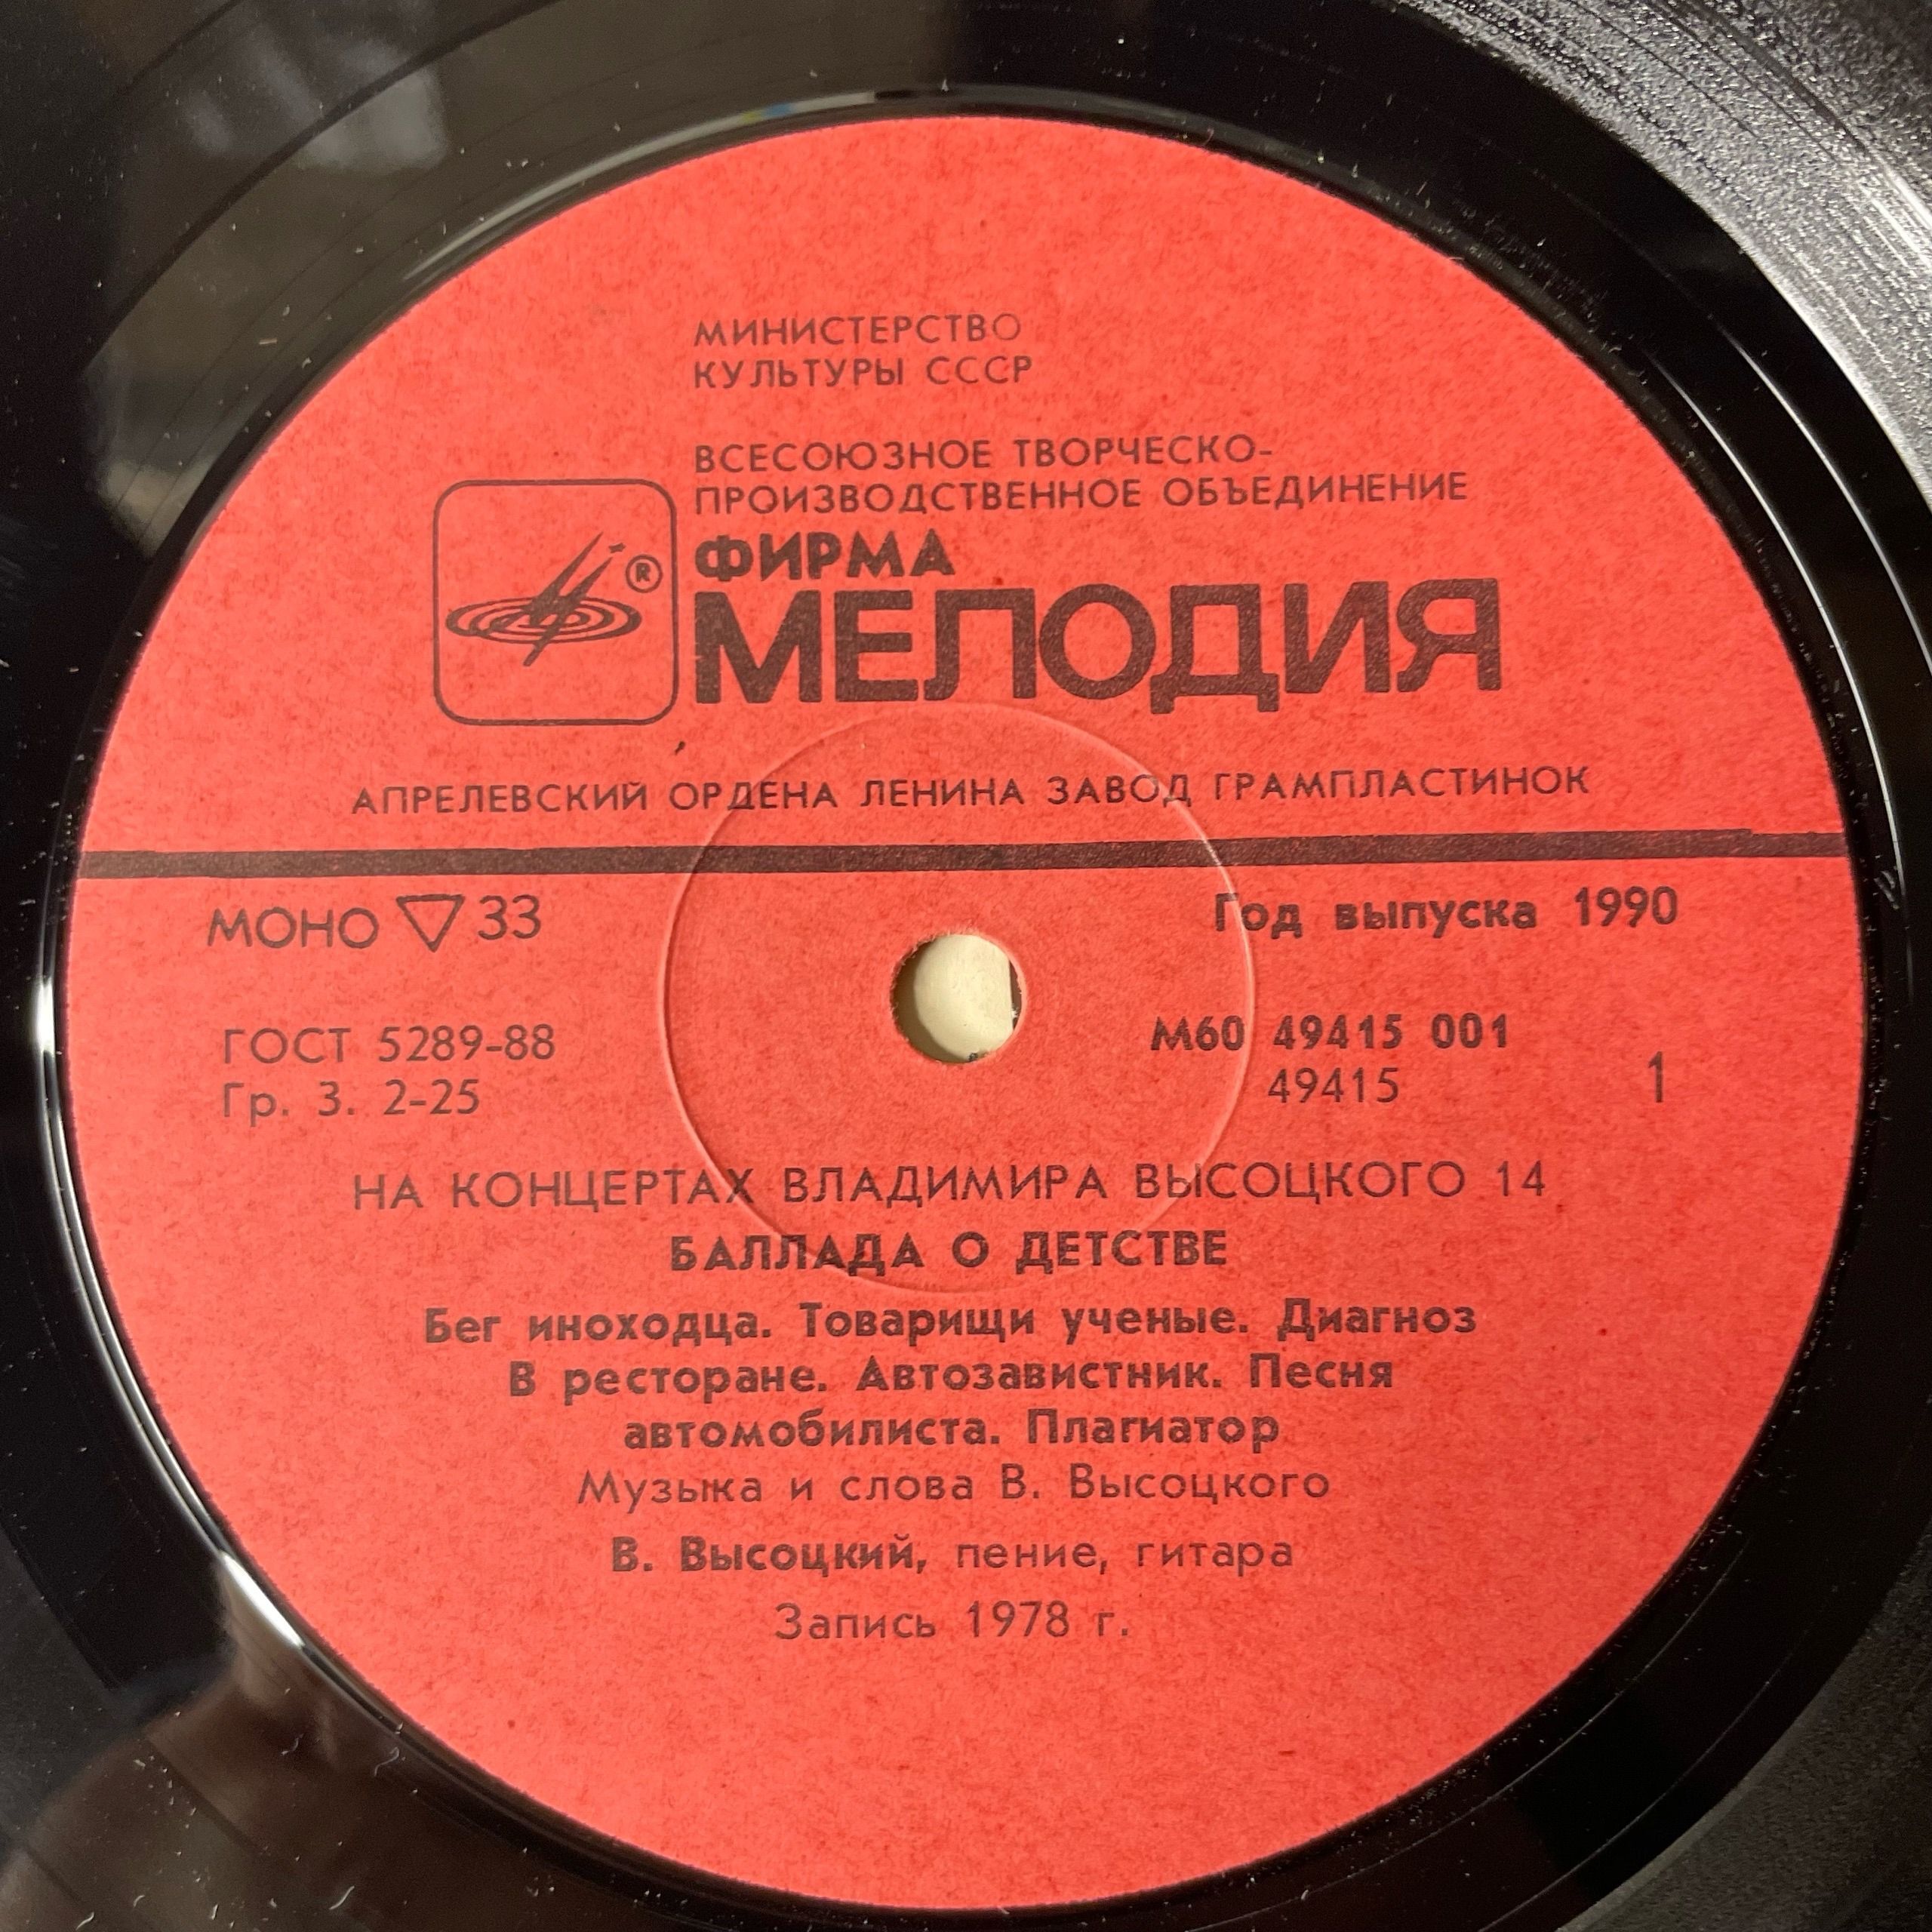 МИНИСТЕРСТВО
КУЛЬТУРЫ СССР
ВСЕСОЮЗНОЕ ТВОРЧЕСКО-
ПРОИЗВОДСТВЕННОЕ ОБЪЕДИНЕНИЕ
®
ФИРМА
МЕЛОДИЯ
АПРЕЛЕВСКИЙ ОРДЕНА ЛЕНИНА ЗАВОД ГРАМПЛАСТИНОК
МОНО ▽ 33
Год выпуска 1990
ГОСТ 5289-88
Гр. 3. 2-25
М60 49415 001
49415
1
НА КОНЦЕРТАХ ВЛАДИМИРА ВЫСОЦКОГО 14
БАЛЛАДА О ДЕТСТВЕ
Бег иноходца. Товарищи ученые. Диагноз
В ресторане. Автозавистник. Песня
автомобилиста. Плагиатор
Музыка и слова В. Высоцкого
В. Высоцкий, пение, гитара
Запись 1978 г.